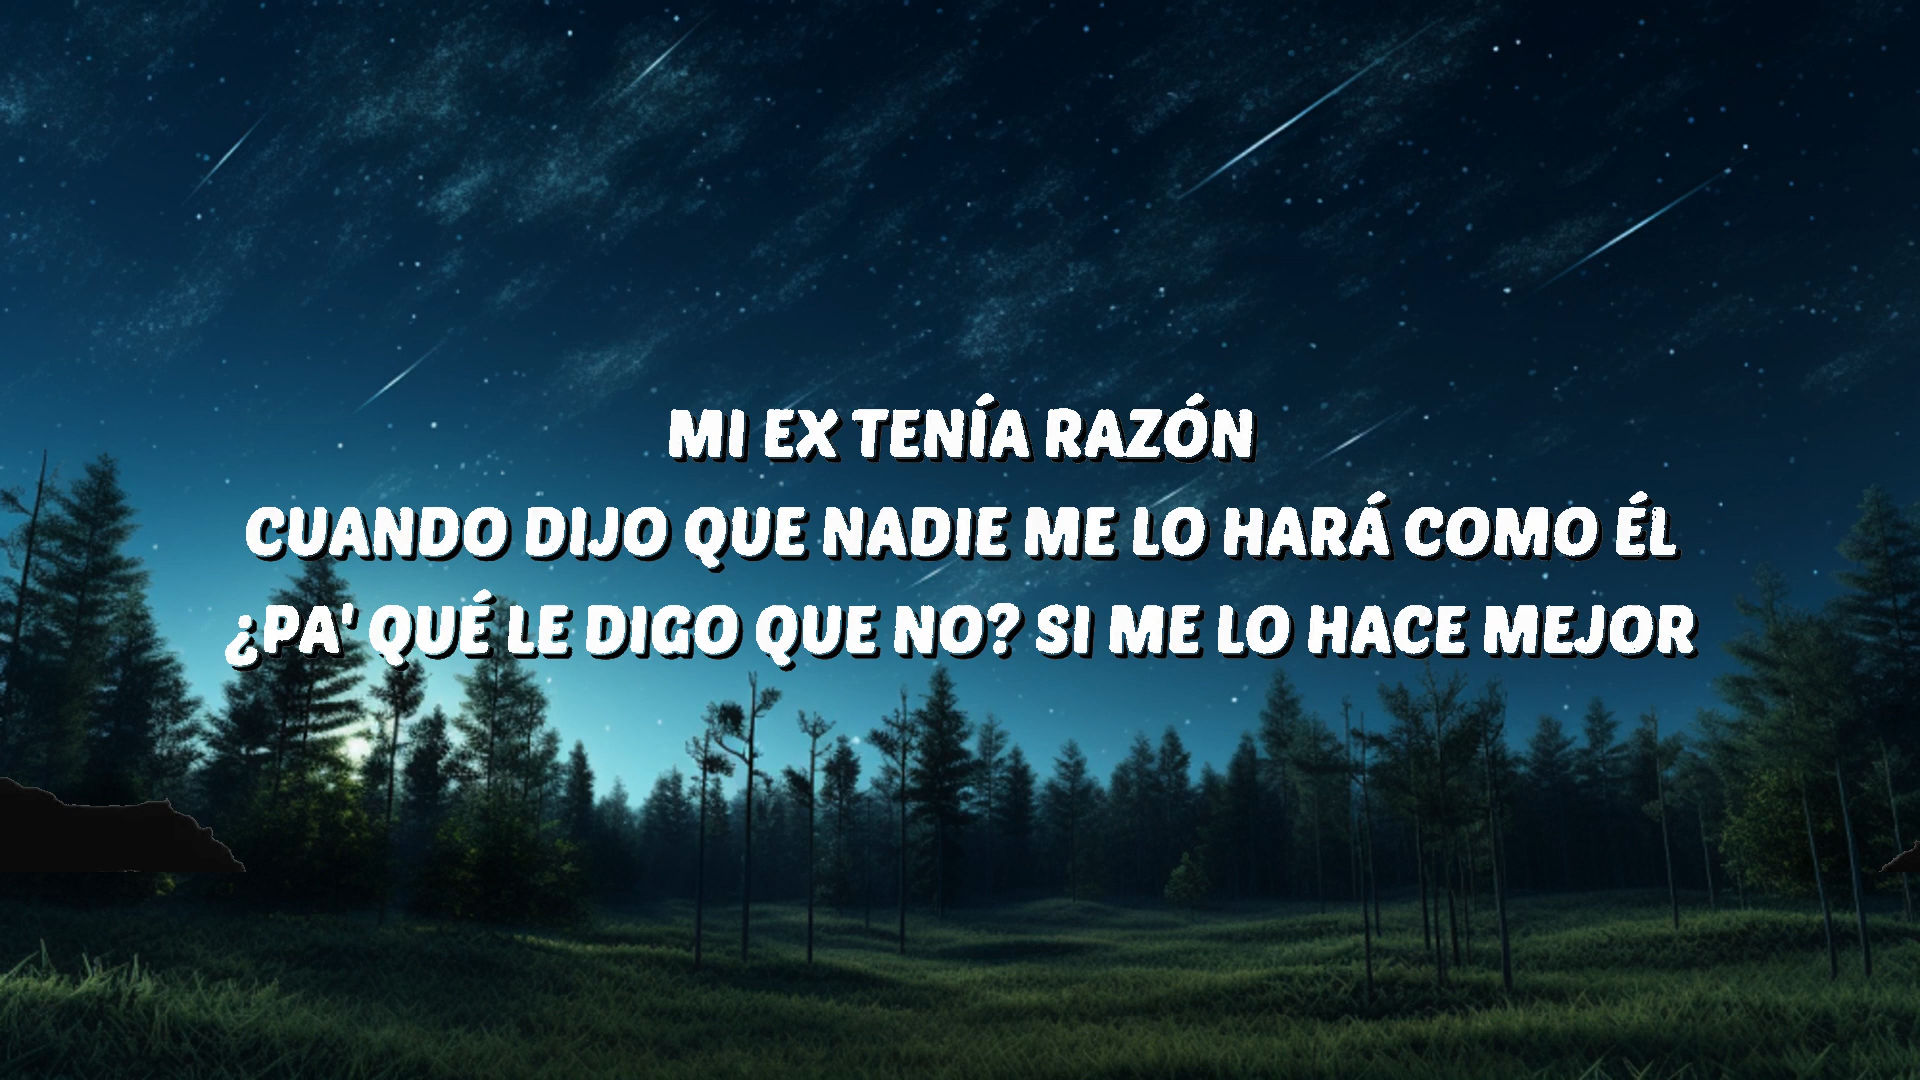 MI EX TENÍA RAZÓN
CUANDO DIJO QUE NADIE ME LO HARÁ COMO ÉL
¿PA' QUÉ LE DIGO QUE NO? SI ME LO HACE MEJOR